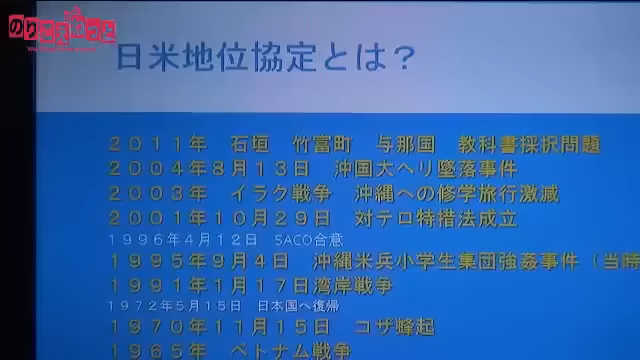 のりこえねっと
日米地位協定とは？
２０１１年　石垣　竹富町　与那国　教科書採択問題
２００４年８月１３日　沖国大ヘリ墜落事件
２００３年　イラク戦争　沖縄への修学旅行激減
２００１年１０月２９日　対テロ特措法成立
１９９６年４月１２日　SACO合意
１９９５年９月４日　沖縄米兵小学生集団強姦事件（当時
１９９１年１月１７日湾岸戦争
１９７２年５月１５日　日本国へ復帰
１９７０年１１月１５日　コザ蜂起
１９６５年　ベトナム戦争